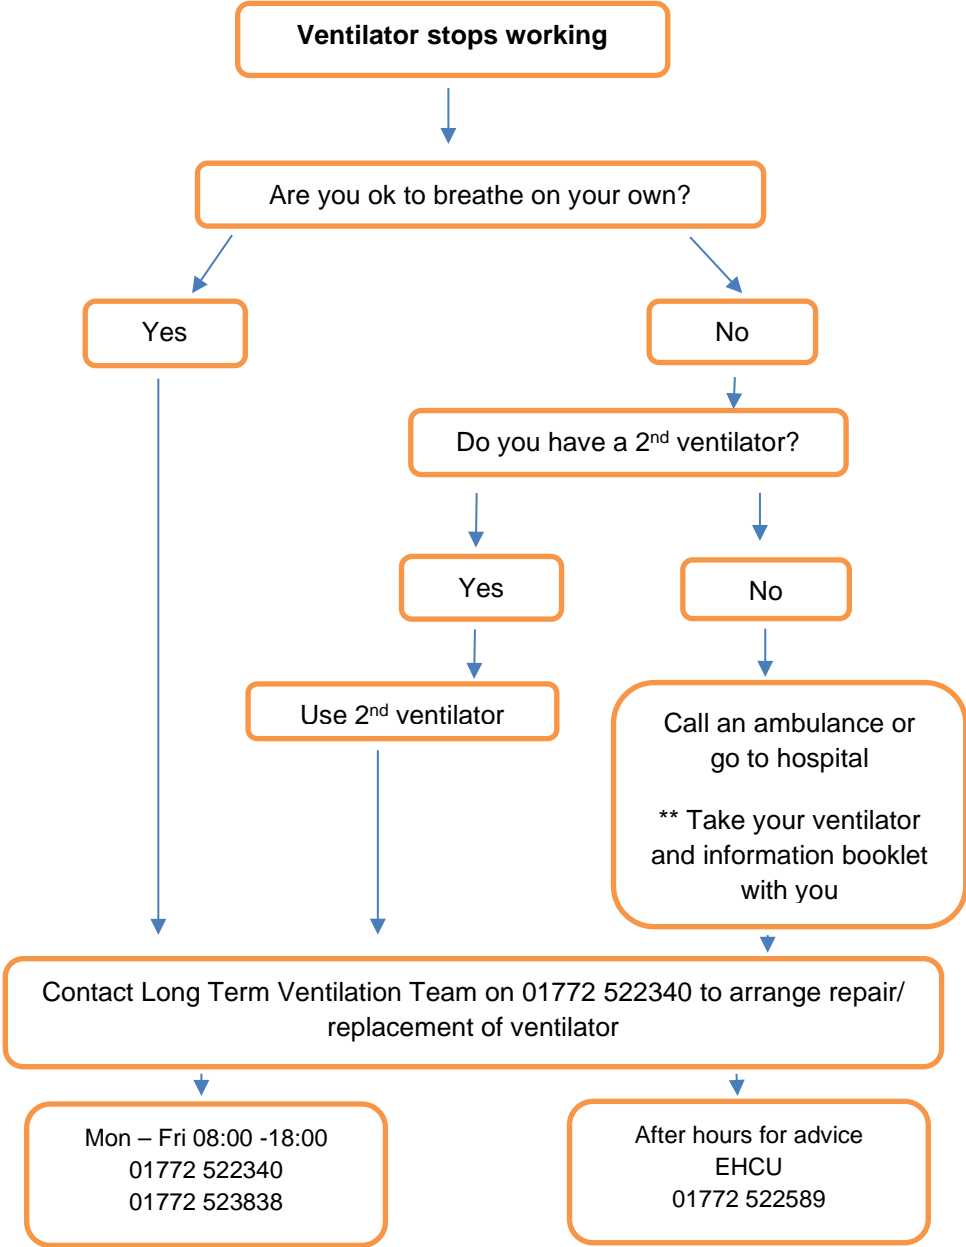 Ventilator stops working
Are you ok to breathe on your own?
Yes
No
Do you have a 2nd ventilator?
Yes
No
Use 2nd ventilator
Call an ambulance or
go to hospital
** Take your ventilator
and information booklet
with you
Contact Long Term Ventilation Team on 01772 522340 to arrange repair/
replacement of ventilator
Mon – Fri 08:00 -18:00
01772 522340
01772 523838
After hours for advice
EHCU
01772 522589